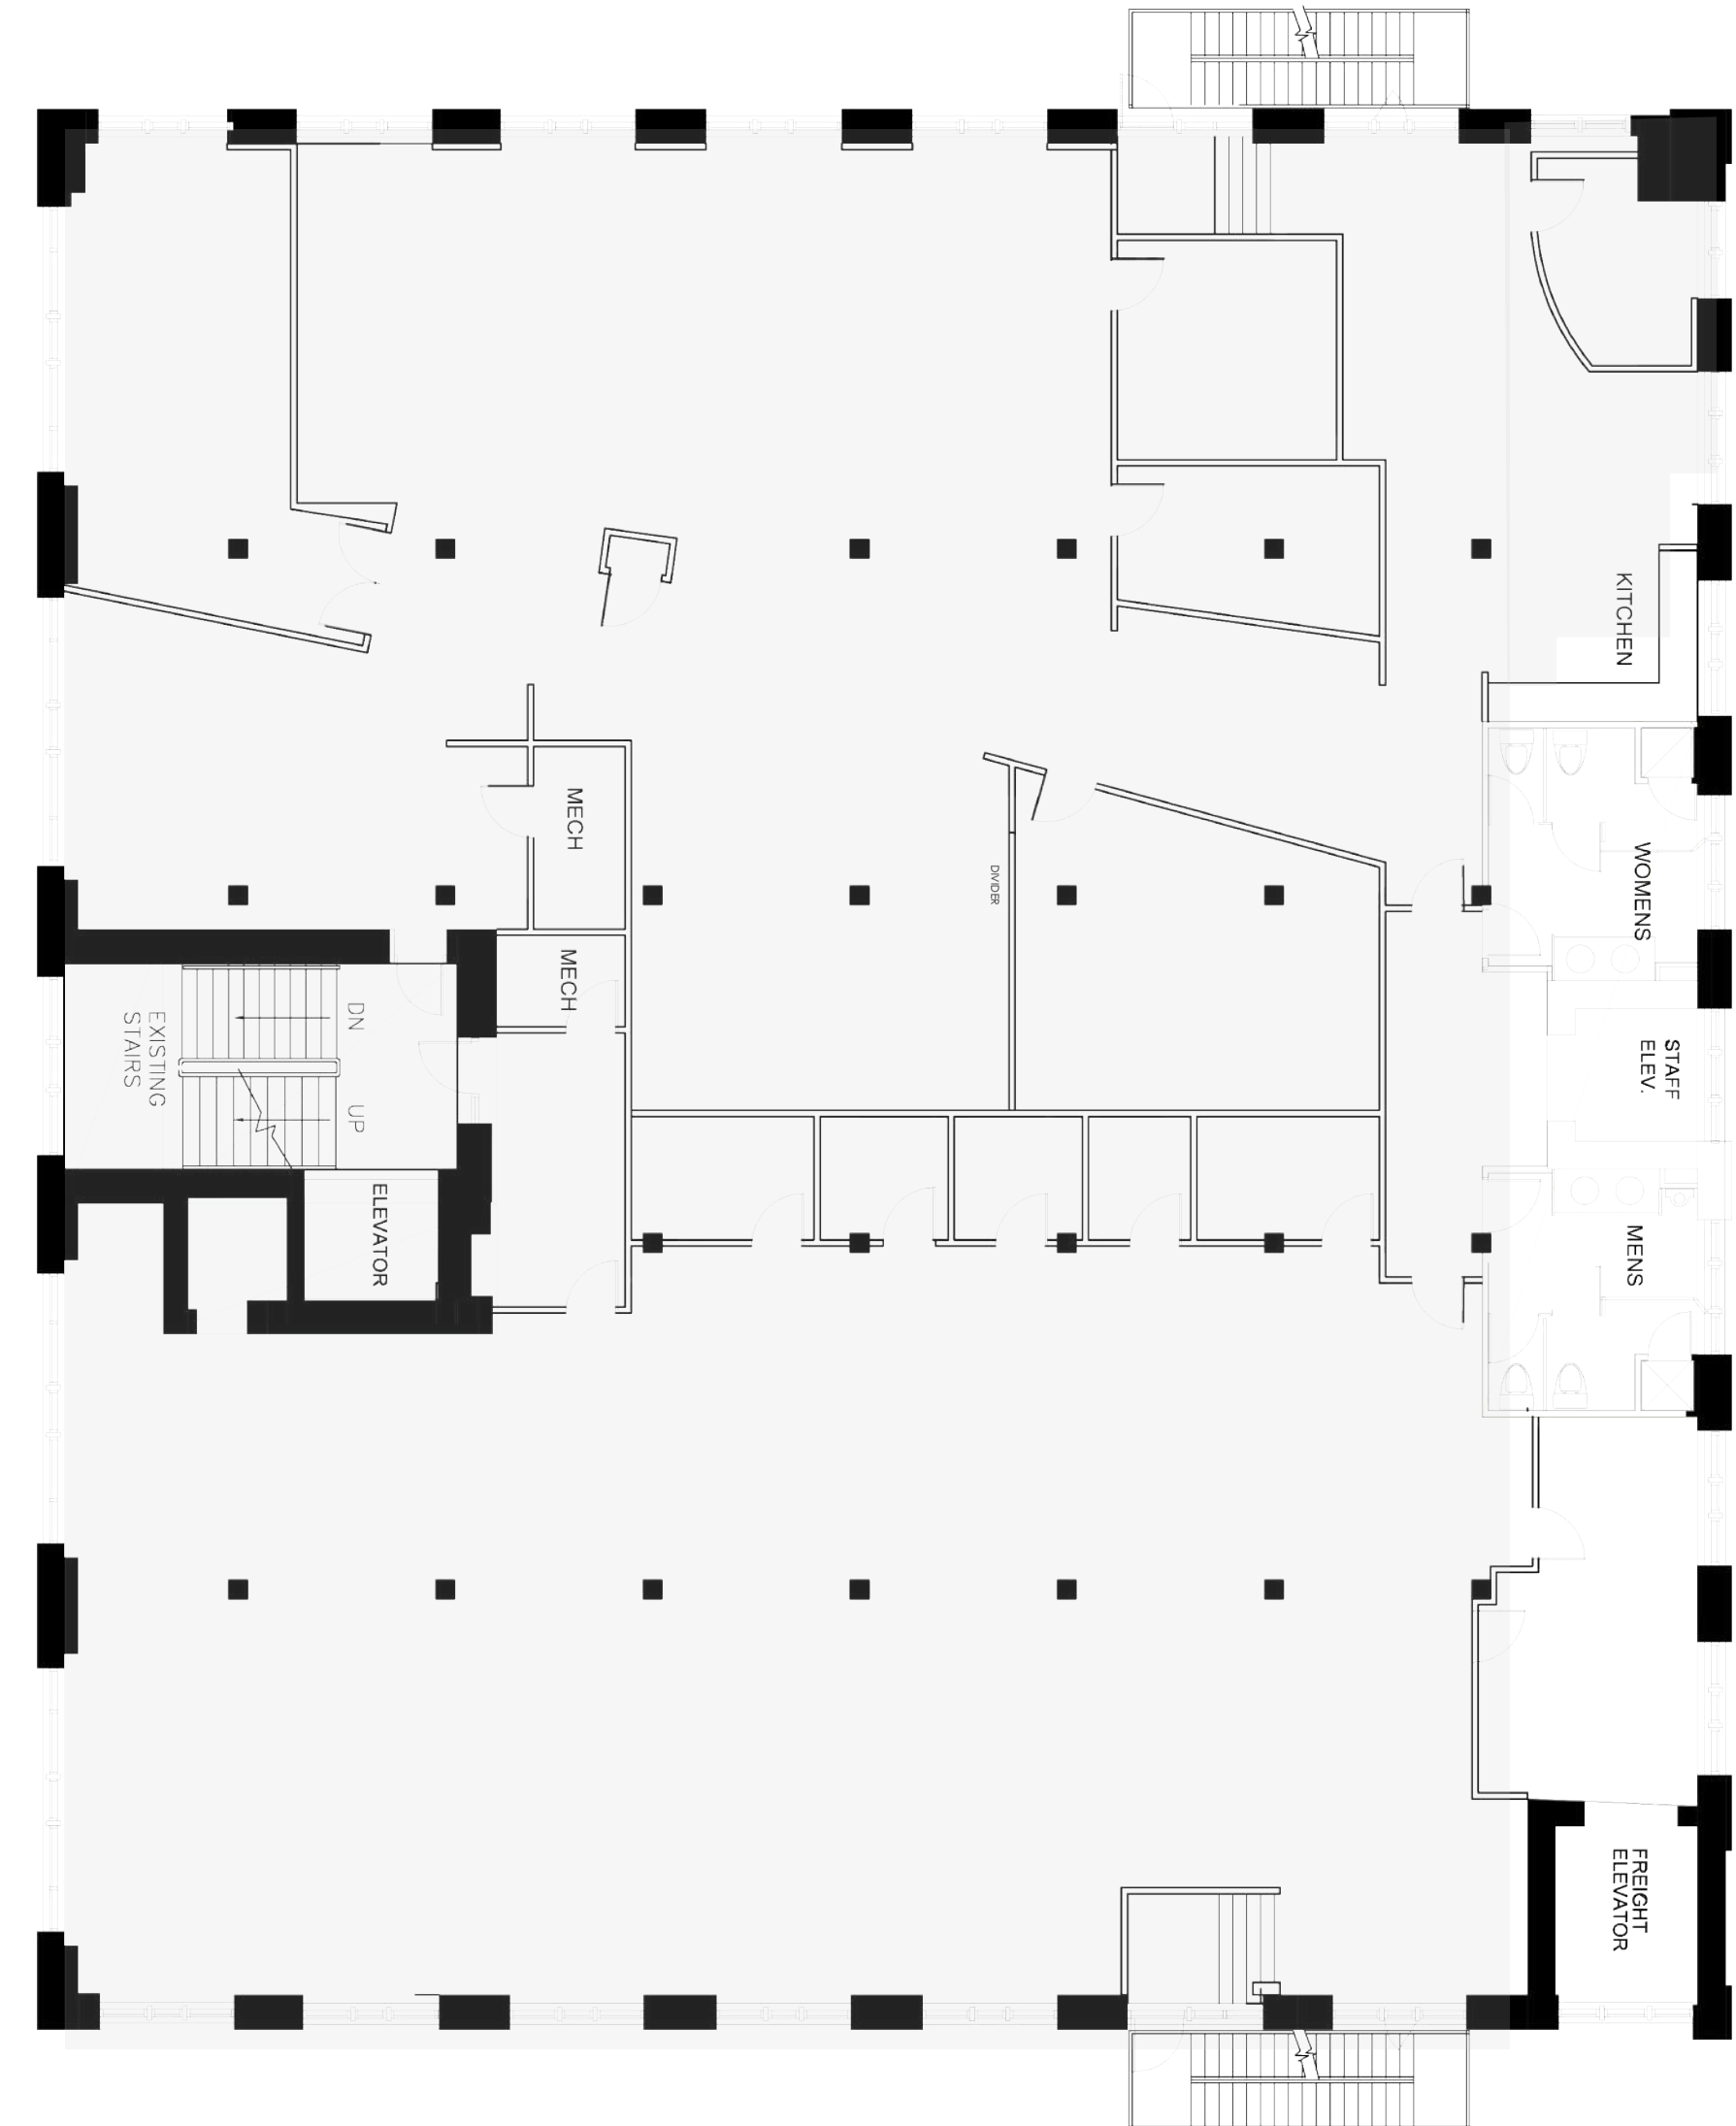 KITCHEN
MECH
DIVIDER
WOMENS
MECH
DN
EXISTING
STAIRS
STAFF
ELEV.
UP
ELEVATOR
MENS
FREIGHT
ELEVATOR